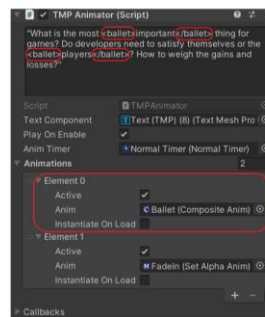 TMP Animator (Script)
"What is the most <ballet>important</ballet> thing for
games? Do developers need to satisfy themselves or the
<ballet>players</ballet>? How to weigh the gains and
losses?"
Script TMPAnimator
Text Component Text (TMP) (8) (Text Mesh Pro
Play On Enable
Anim Timer Normal Timer (Normal Timer)
Animations 2
Element 0
Active
Anim Ballet (Composite Anim)
Instantiate On Load
Element 1
Active
Anim FadeIn (Set Alpha Anim)
Instantiate On Load
+ −
Callbacks